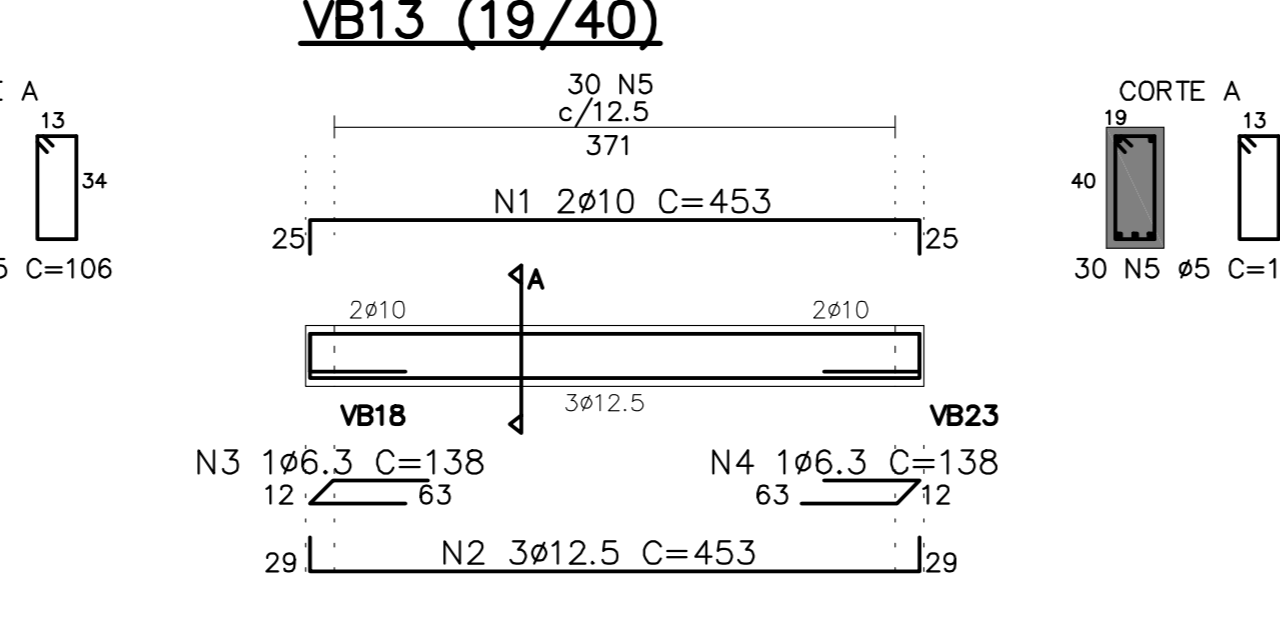 VB13 (19/40)
30 N5
c/12.5
371
N1 2ø10 C=453
25
25
A
2ø10
2ø10
3ø12.5
VB18
VB23
N3 1ø6.3 C=138
12
63
N4 1ø6.3 C=138
63
12
N2 3ø12.5 C=453
29
29
A
13
34
5 C=106
CORTE A
19
13
40
30 N5 ø5 C=1